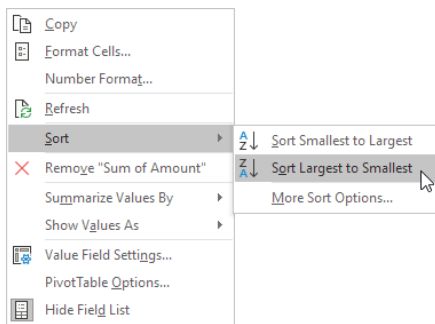 Copy
Format Cells...
Number Format...
Refresh
Sort
Remove "Sum of Amount"
Summarize Values By
Show Values As
Value Field Settings...
PivotTable Options...
Hide Field List
Sort Smallest to Largest
Sort Largest to Smallest
More Sort Options...